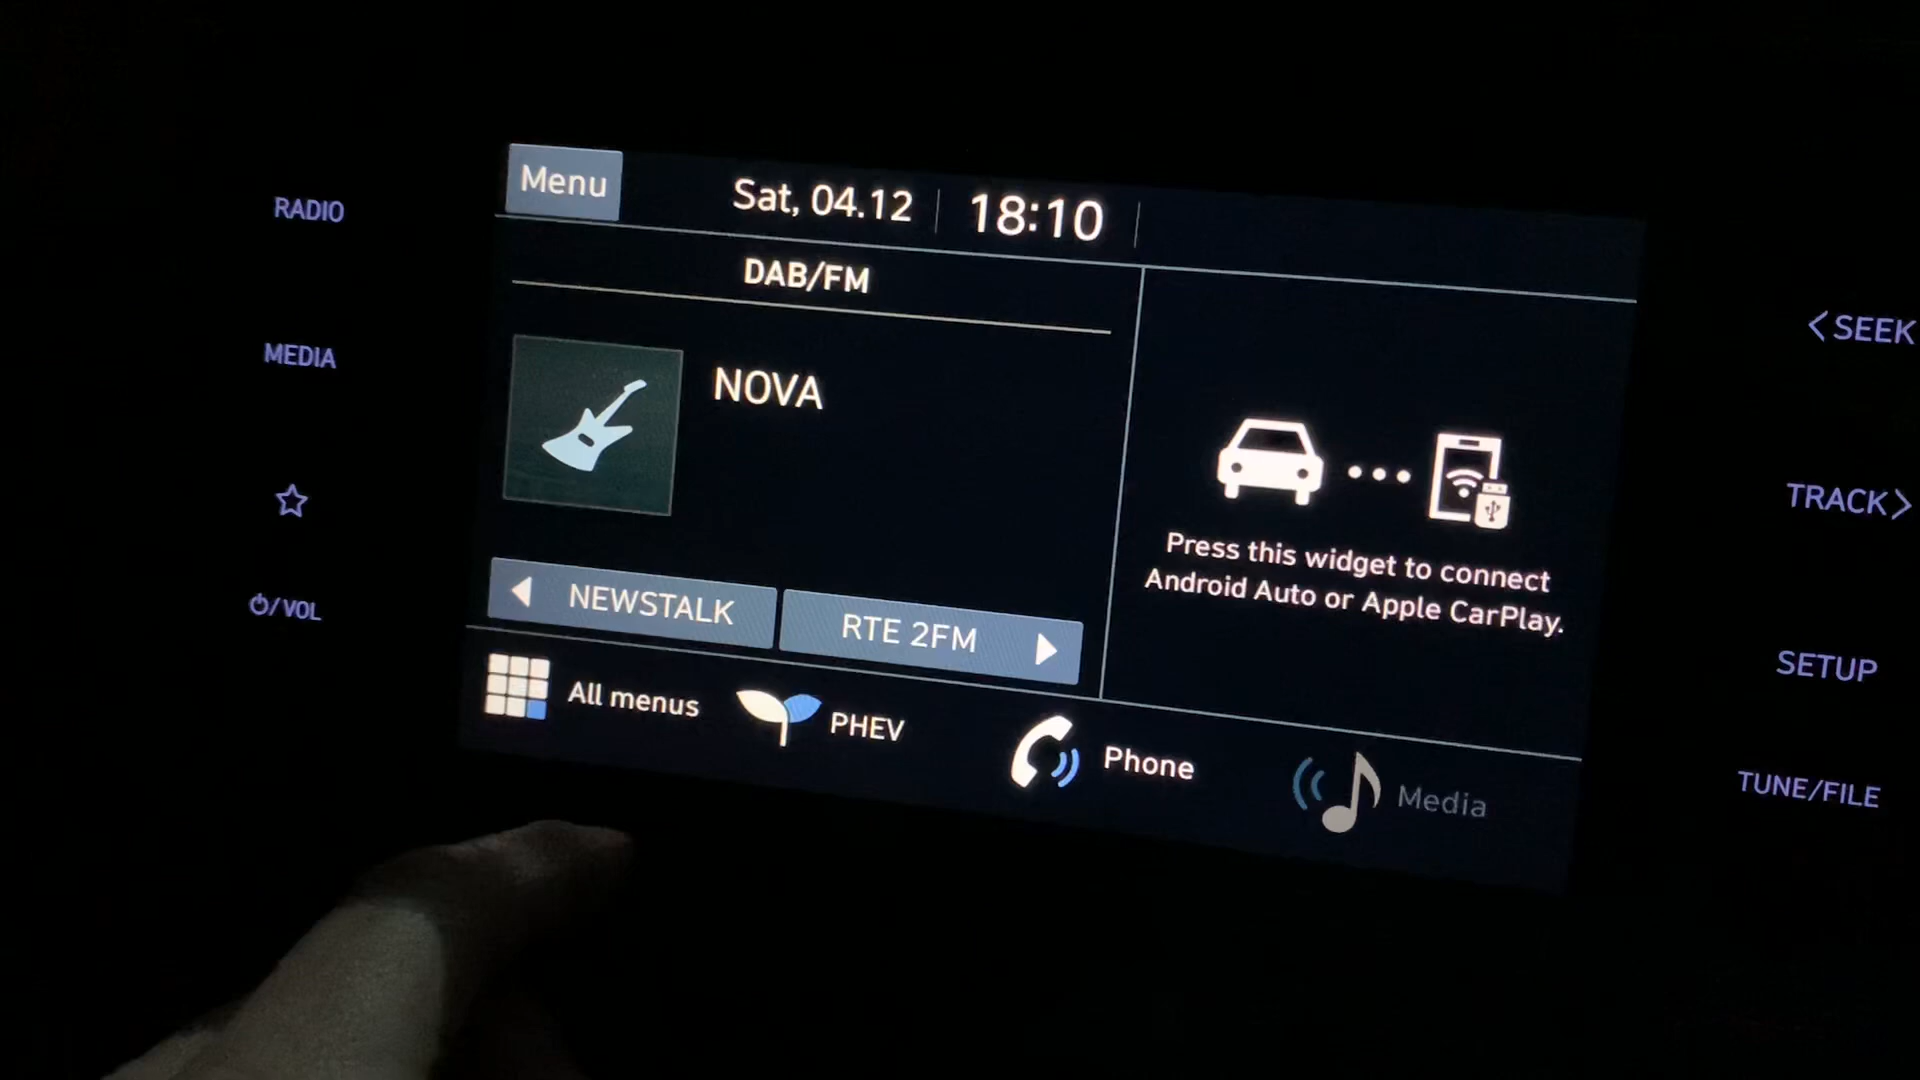 Menu
Sat, 04.12
18:10
DAB/FM
NOVA
NEWSTALK
RTE 2FM
Press this widget to connect
Android Auto or Apple CarPlay.
All menus
PHEV
Phone
Media
RADIO
MEDIA
/VOL
<SEEK
TRACK>
SETUP
TUNE/FILE